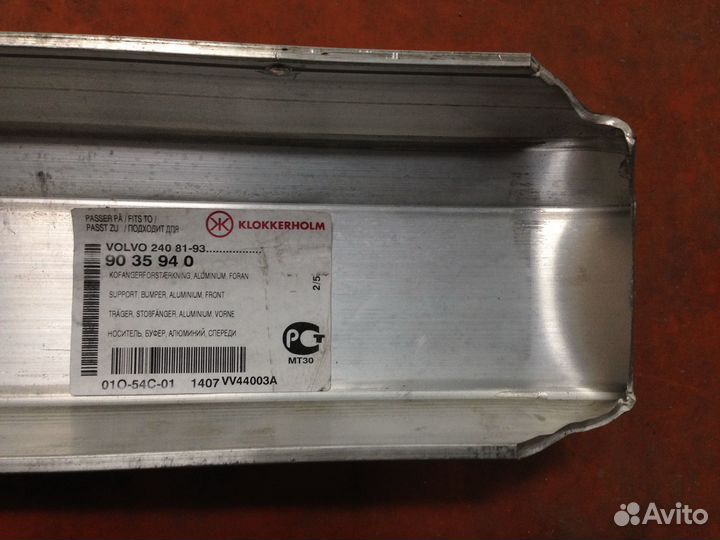 PASSER PÅ / FITS TO /
PASST ZU / ПОДХОДИТ ДЛЯ
KLOKKERHOLM
VOLVO 240 81-93..................
90 35 94 0
KOFANGERFORSTÆRKNING, ALUMINIUM, FORAN
SUPPORT, BUMPER, ALUMINIUM, FRONT
TRÄGER, STOßFÄNGER, ALUMINIUM, VORNE
НОСИТЕЛЬ, БУФЕР, АЛЮМИНИЙ, СПЕРЕДИ
2/5
РСТ
MT30
01O-54C-01 1407 VV44003A
Avito